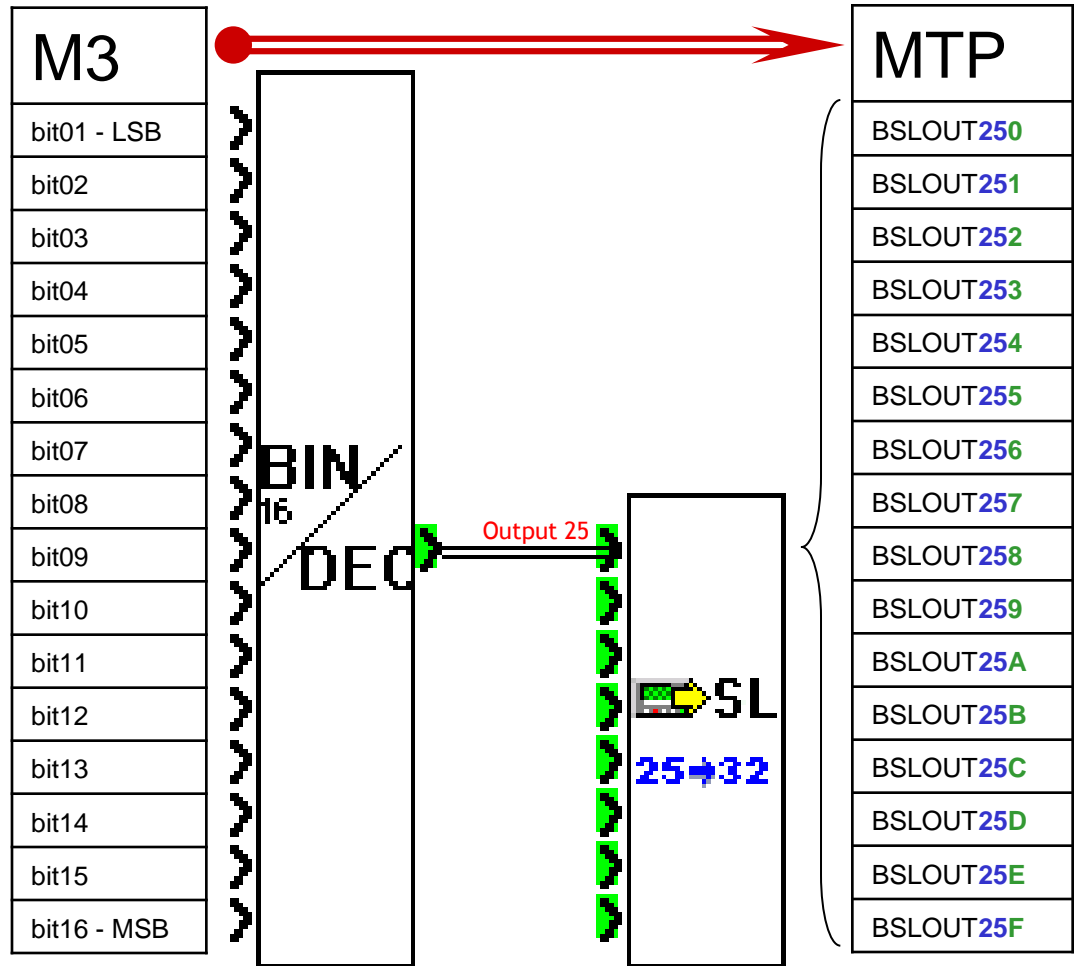 M3
MTP
bit01 - LSB
bit02
bit03
bit04
bit05
bit06
bit07
bit08
bit09
bit10
bit11
bit12
bit13
bit14
bit15
bit16 - MSB
BIN
16
DEC
Output 25
SL
25→32
BSLOUT250
BSLOUT251
BSLOUT252
BSLOUT253
BSLOUT254
BSLOUT255
BSLOUT256
BSLOUT257
BSLOUT258
BSLOUT259
BSLOUT25A
BSLOUT25B
BSLOUT25C
BSLOUT25D
BSLOUT25E
BSLOUT25F